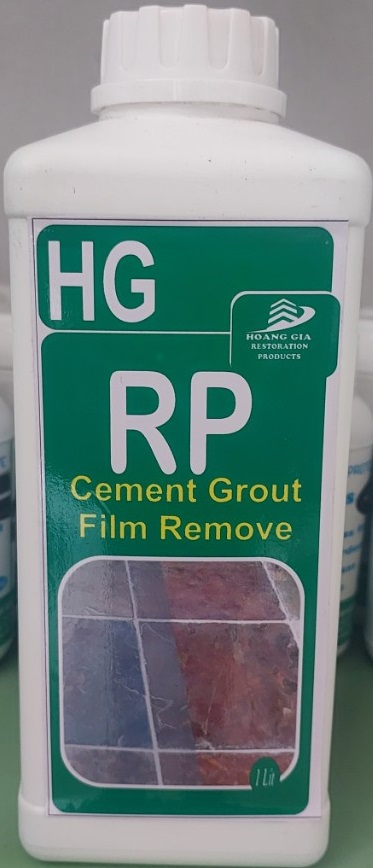 HG
HOANG GIA
RESTORATION
PRODUCTS
RP
Cement Grout
Film Remove
1 Lit